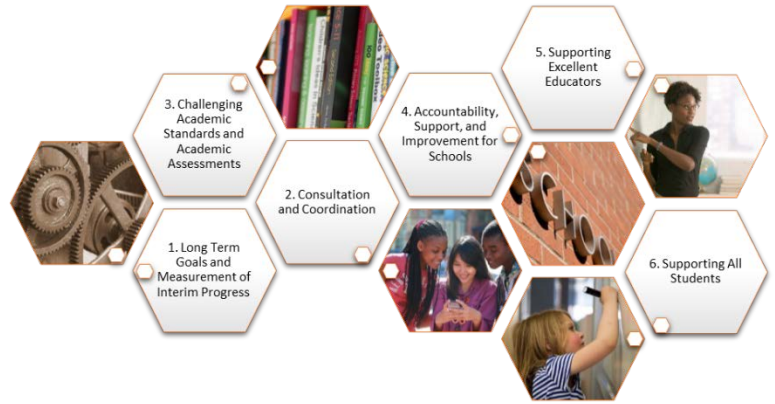 1. Long Term
Goals and
Measurement of
Interim Progress
2. Consultation
and Coordination
3. Challenging
Academic
Standards and
Academic
Assessments
4. Accountability,
Support, and
Improvement for
Schools
5. Supporting
Excellent
Educators
6. Supporting All
Students